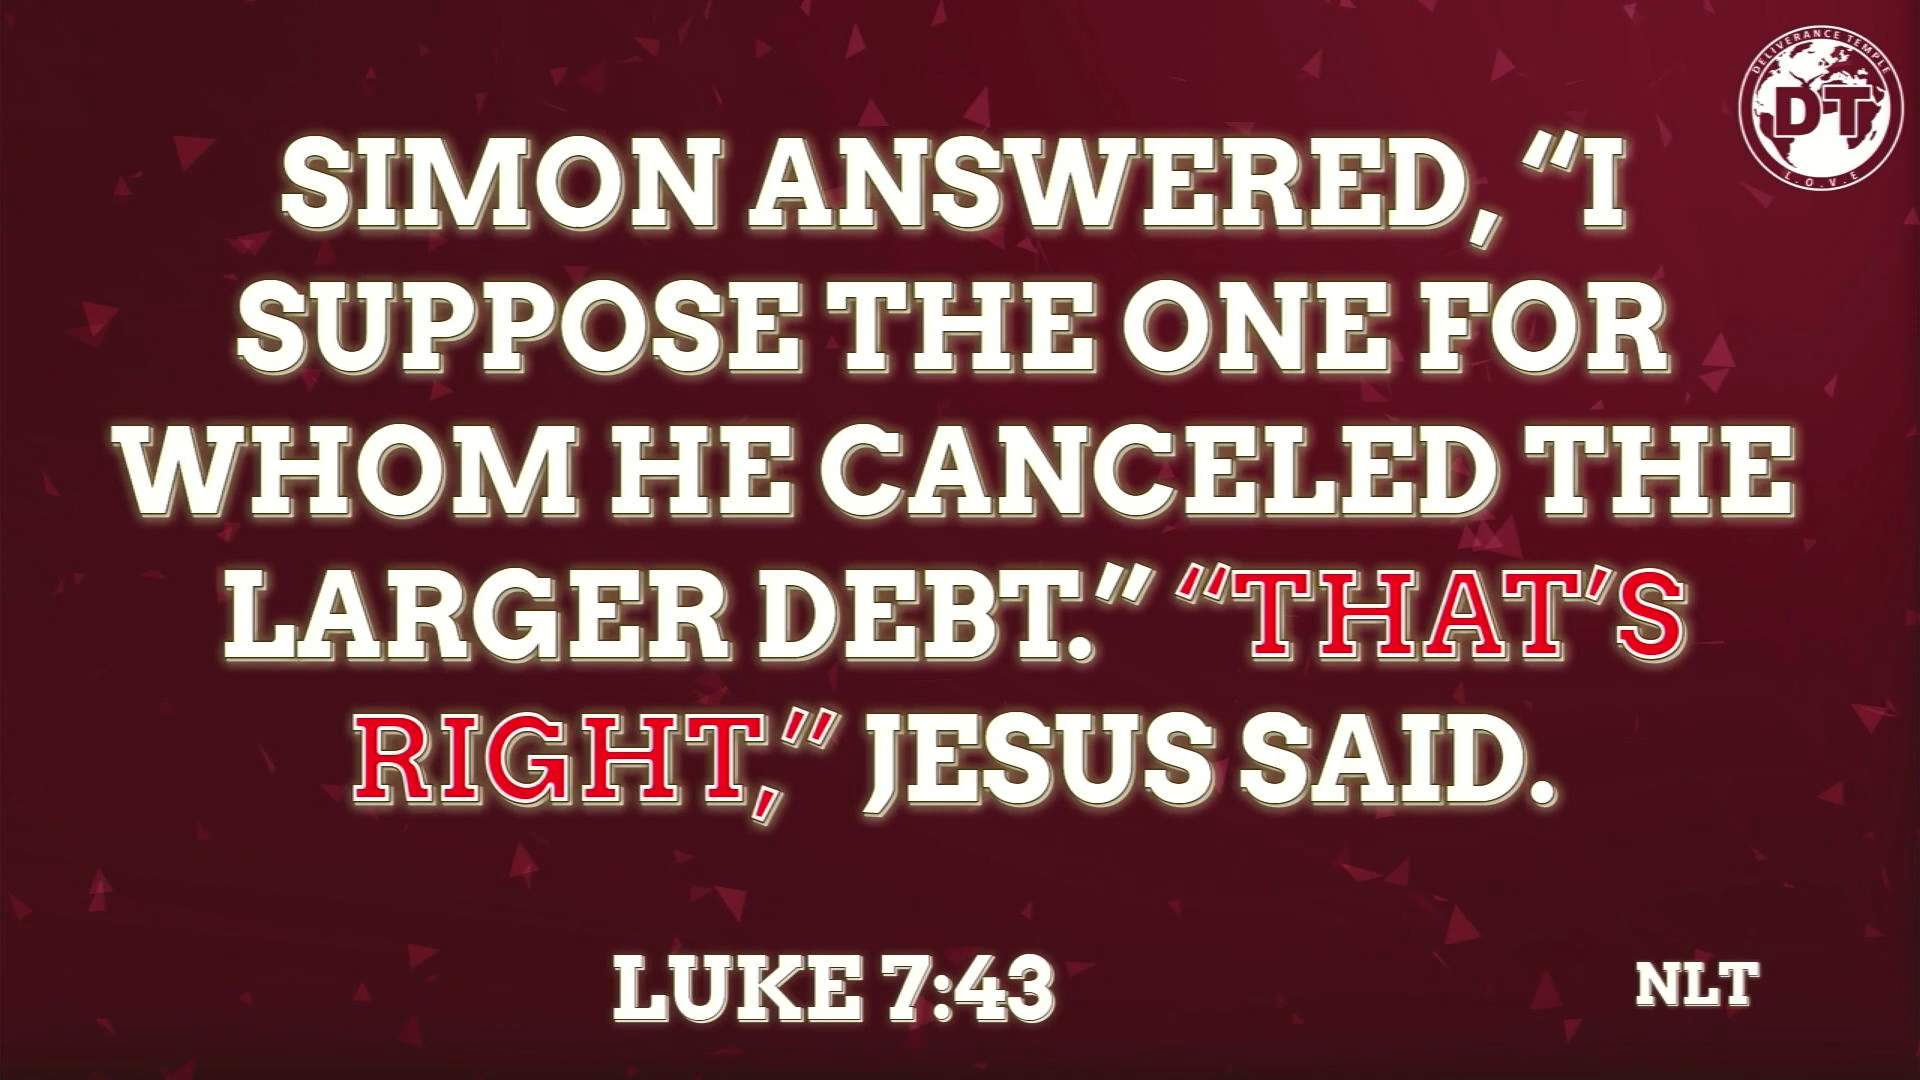 DELIVERANCE TEMPLE
DT
L.O.V.E
SIMON ANSWERED, “I
SUPPOSE THE ONE FOR
WHOM HE CANCELED THE
LARGER DEBT.” “THAT’S
RIGHT,” JESUS SAID.
LUKE 7:43
NLT